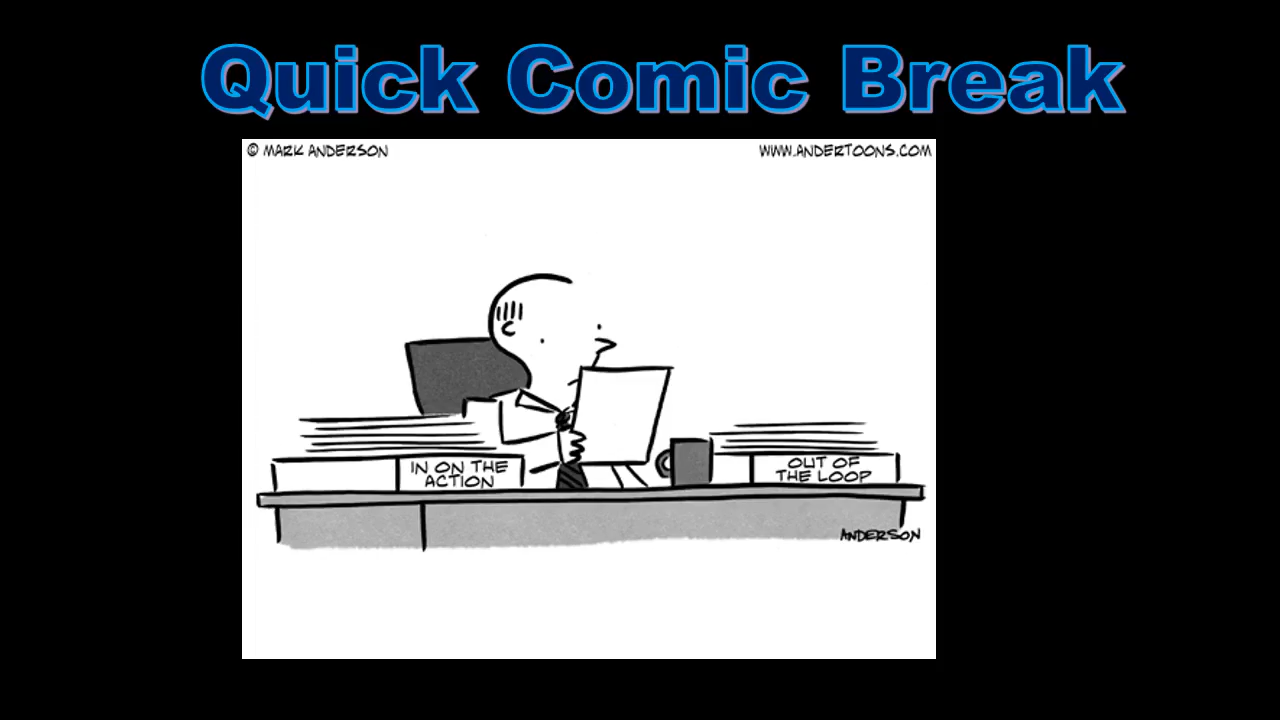 Quick Comic Break
© MARK ANDERSON
WWW.ANDERTOONS.COM
IN ON THE
ACTION
OUT OF
THE LOOP
ANDERSON